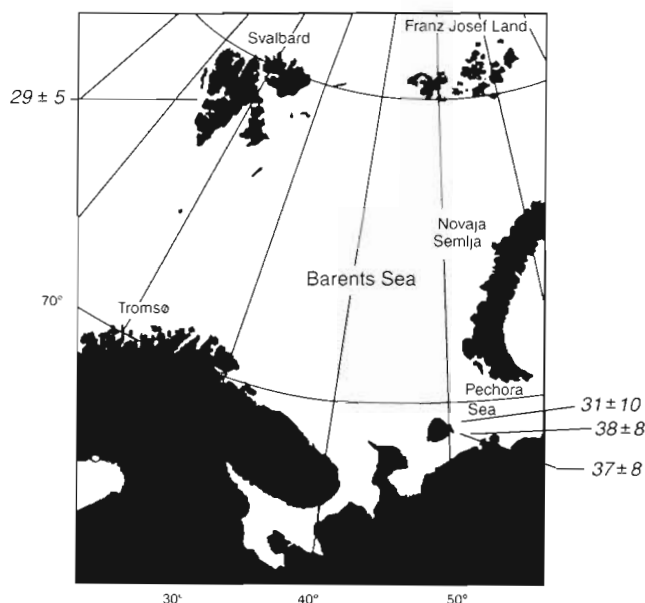 Franz Josef Land
Svalbard
29 ± 5
Novaja
Semlja
Barents Sea
70°
Tromsø
Pechora
Sea
31 ± 10
38 ± 8
37 ± 8
30°
40°
50°